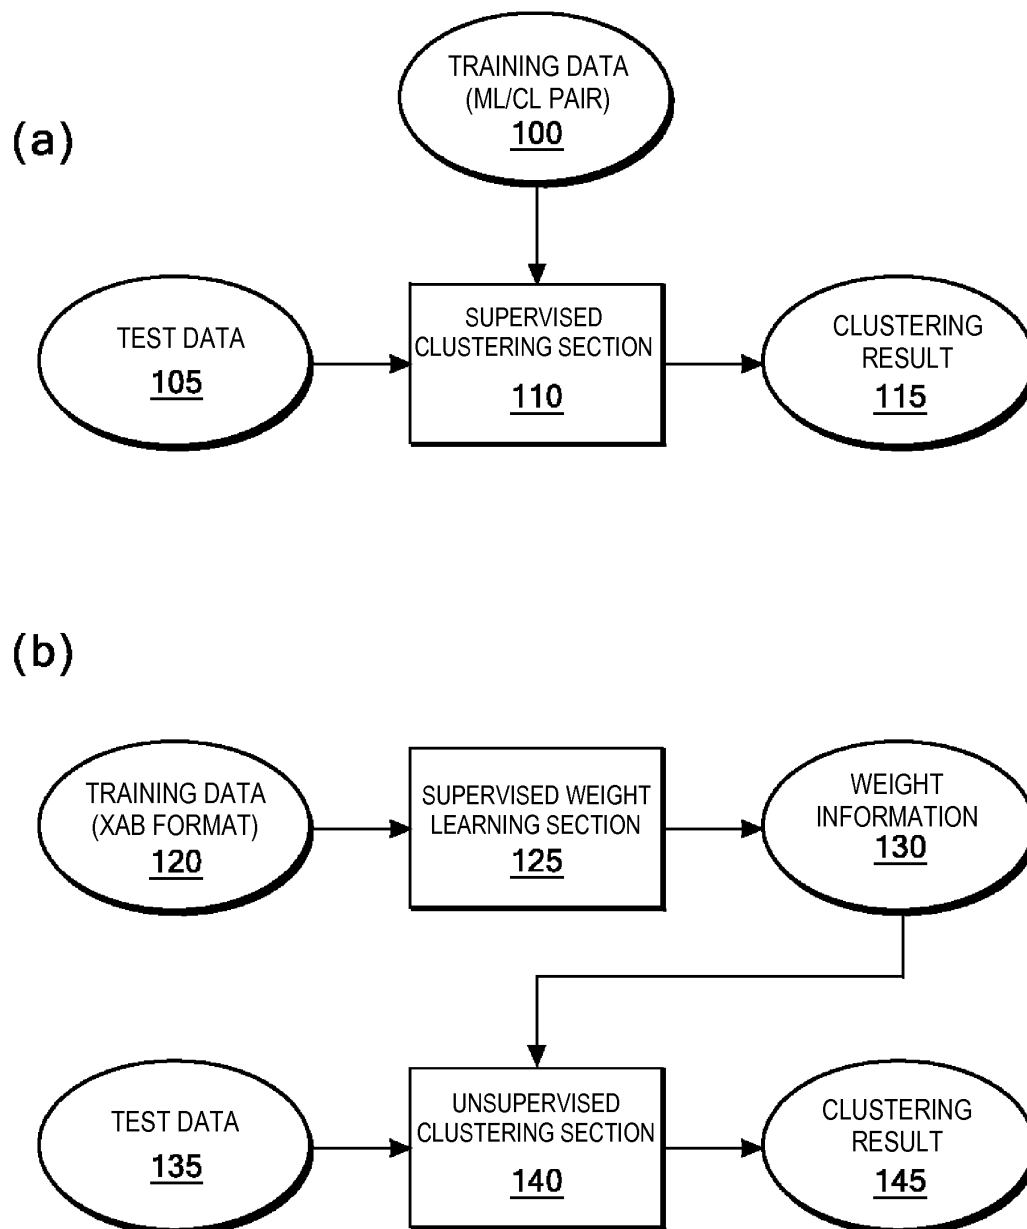 (a)
TRAINING DATA
(ML/CL PAIR)
100
TEST DATA
105
SUPERVISED
CLUSTERING SECTION
110
CLUSTERING
RESULT
115
(b)
TRAINING DATA
(XAB FORMAT)
120
SUPERVISED WEIGHT
LEARNING SECTION
125
WEIGHT
INFORMATION
130
TEST DATA
135
UNSUPERVISED
CLUSTERING SECTION
140
CLUSTERING
RESULT
145